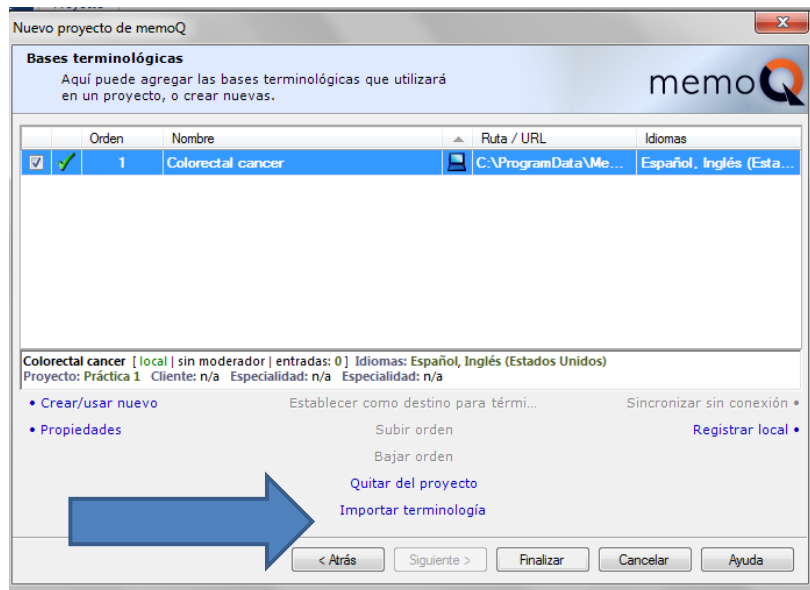 Nuevo proyecto de memoQ
Bases terminológicas
Aquí puede agregar las bases terminológicas que utilizará
en un proyecto, o crear nuevas.
memoQ
Orden Nombre Ruta / URL Idiomas
1 Colorectal cancer C:\ProgramData\Me... Español, Inglés (Esta...
Colorectal cancer [ local | sin moderador | entradas: 0 ] Idiomas: Español, Inglés (Estados Unidos)
Proyecto: Práctica 1 Cliente: n/a Especialidad: n/a Especialidad: n/a
• Crear/usar nuevo Establecer como destino para térmi... Sincronizar sin conexión •
• Propiedades Subir orden Registrar local •
Bajar orden
Quitar del proyecto
Importar terminología
< Atrás Siguiente > Finalizar Cancelar Ayuda